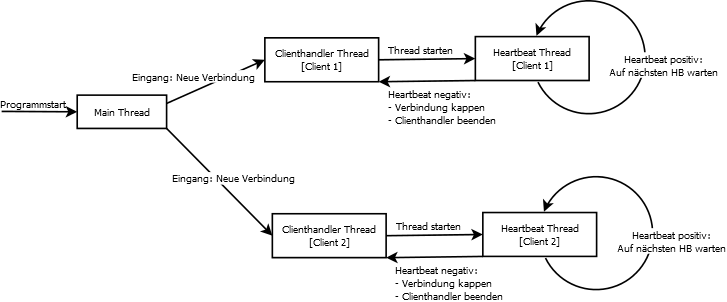 Programmstart
Main Thread
Eingang: Neue Verbindung
Clienthandler Thread
[Client 1]
Thread starten
Heartbeat Thread
[Client 1]
Heartbeat positiv:
Auf nächsten HB warten
Heartbeat negativ:
- Verbindung kappen
- Clienthandler beenden
Eingang: Neue Verbindung
Clienthandler Thread
[Client 2]
Thread starten
Heartbeat Thread
[Client 2]
Heartbeat positiv:
Auf nächsten HB warten
Heartbeat negativ:
- Verbindung kappen
- Clienthandler beenden